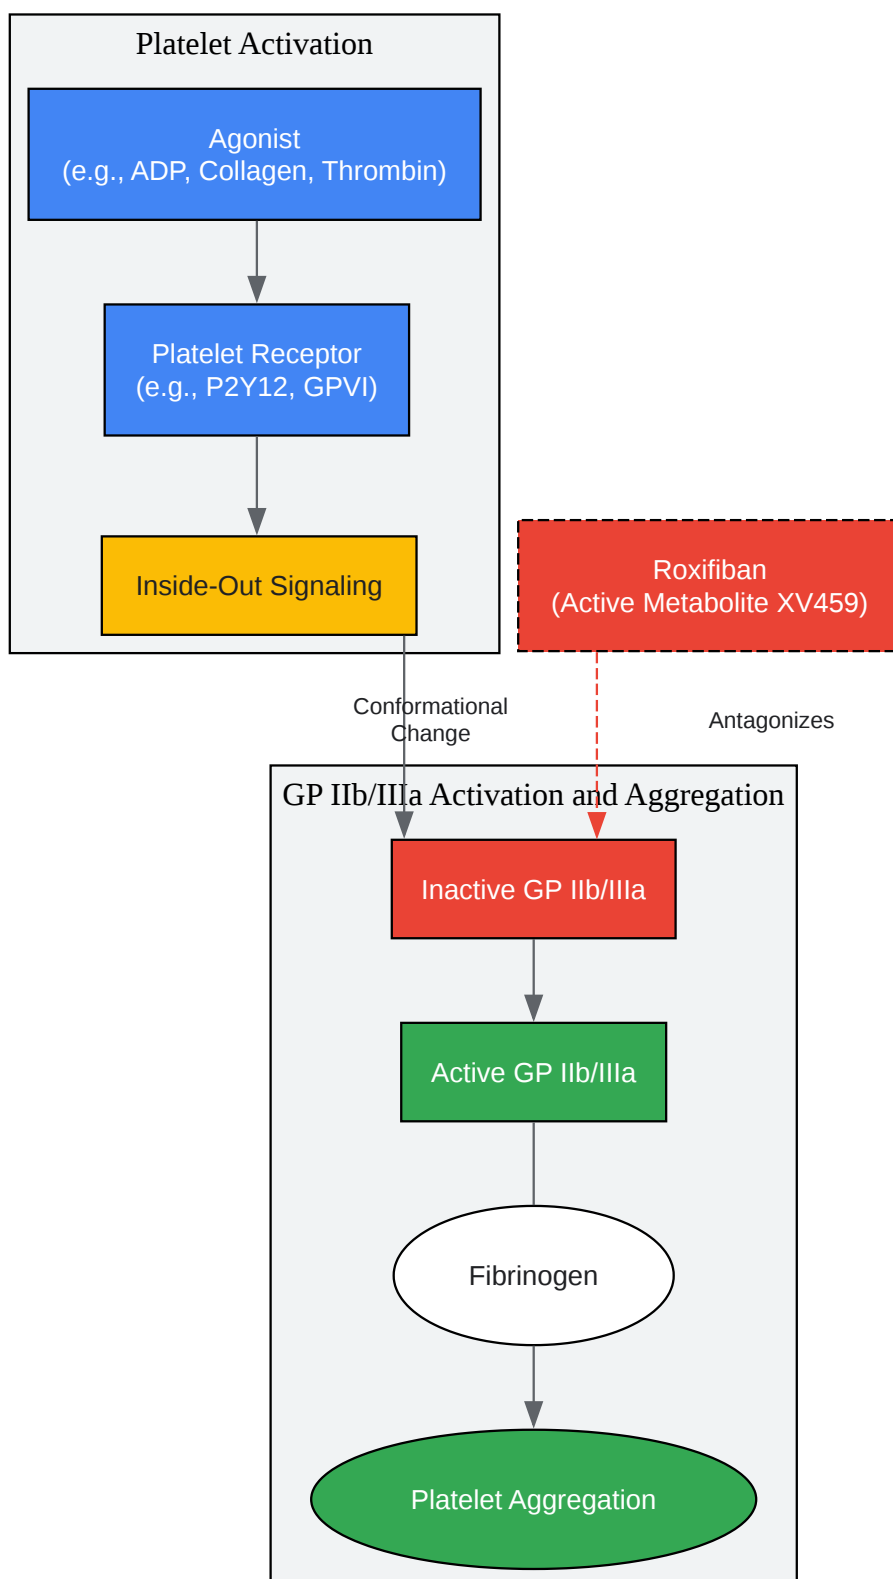 Platelet Activation
Agonist
(e.g., ADP, Collagen, Thrombin)
Platelet Receptor
(e.g., P2Y12, GPVI)
Inside-Out Signaling
Roxifiban
(Active Metabolite XV459)
Conformational
Change
Antagonizes
GP IIb/IIIa Activation and Aggregation
Inactive GP IIb/IIIa
Active GP IIb/IIIa
Fibrinogen
Platelet Aggregation